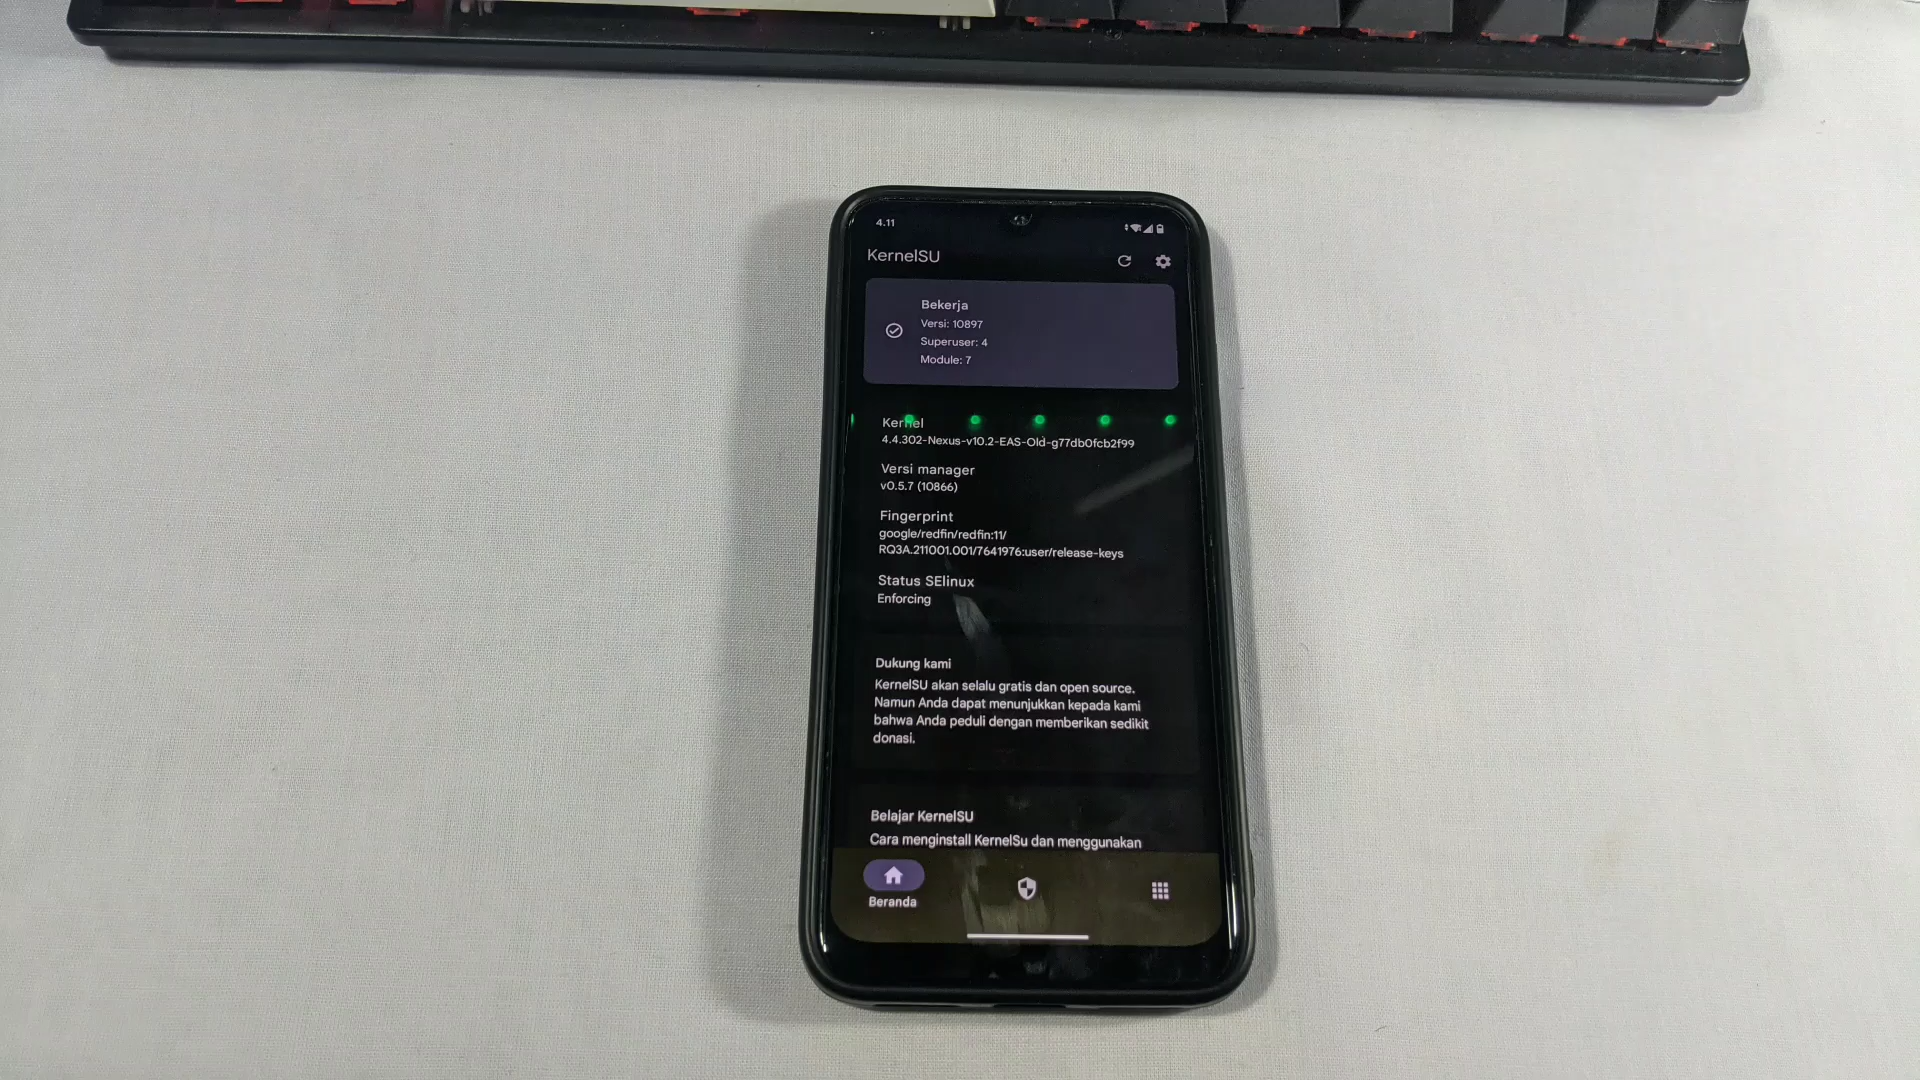 4.11
KernelSU
Bekerja
Versi: 10897
Superuser: 4
Module: 7
Kernel
4.4.302-Nexus-v10.2-EAS-Old-g77db0fcb2f99
Versi manager
v0.5.7 (10866)
Fingerprint
google/redfin/redfin:11/
RQ3A.211001.001/7641976:user/release-keys
Status SElinux
Enforcing
Dukung kami
KernelSU akan selalu gratis dan open source.
Namun Anda dapat menunjukkan kepada kami
bahwa Anda peduli dengan memberikan sedikit
donasi.
Belajar KernelSU
Cara menginstall KernelSu dan menggunakan
Beranda